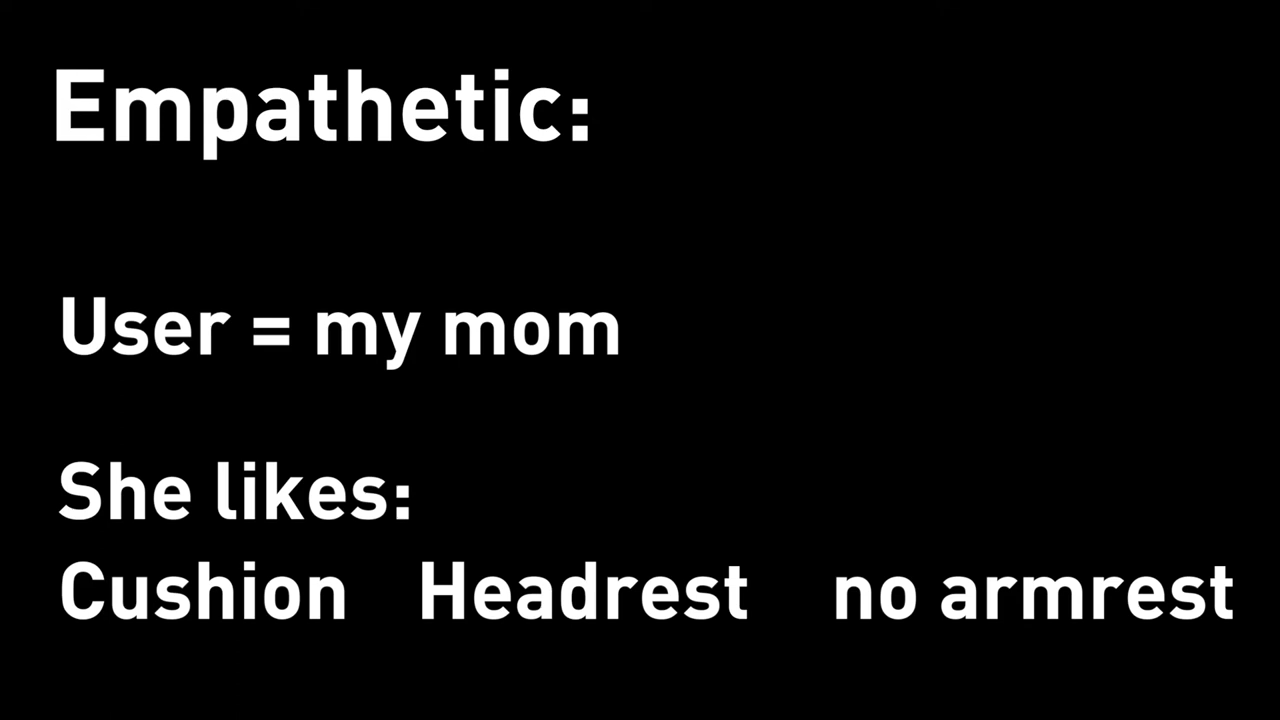 Empathetic:
User = my mom
She likes:
Cushion Headrest no armrest